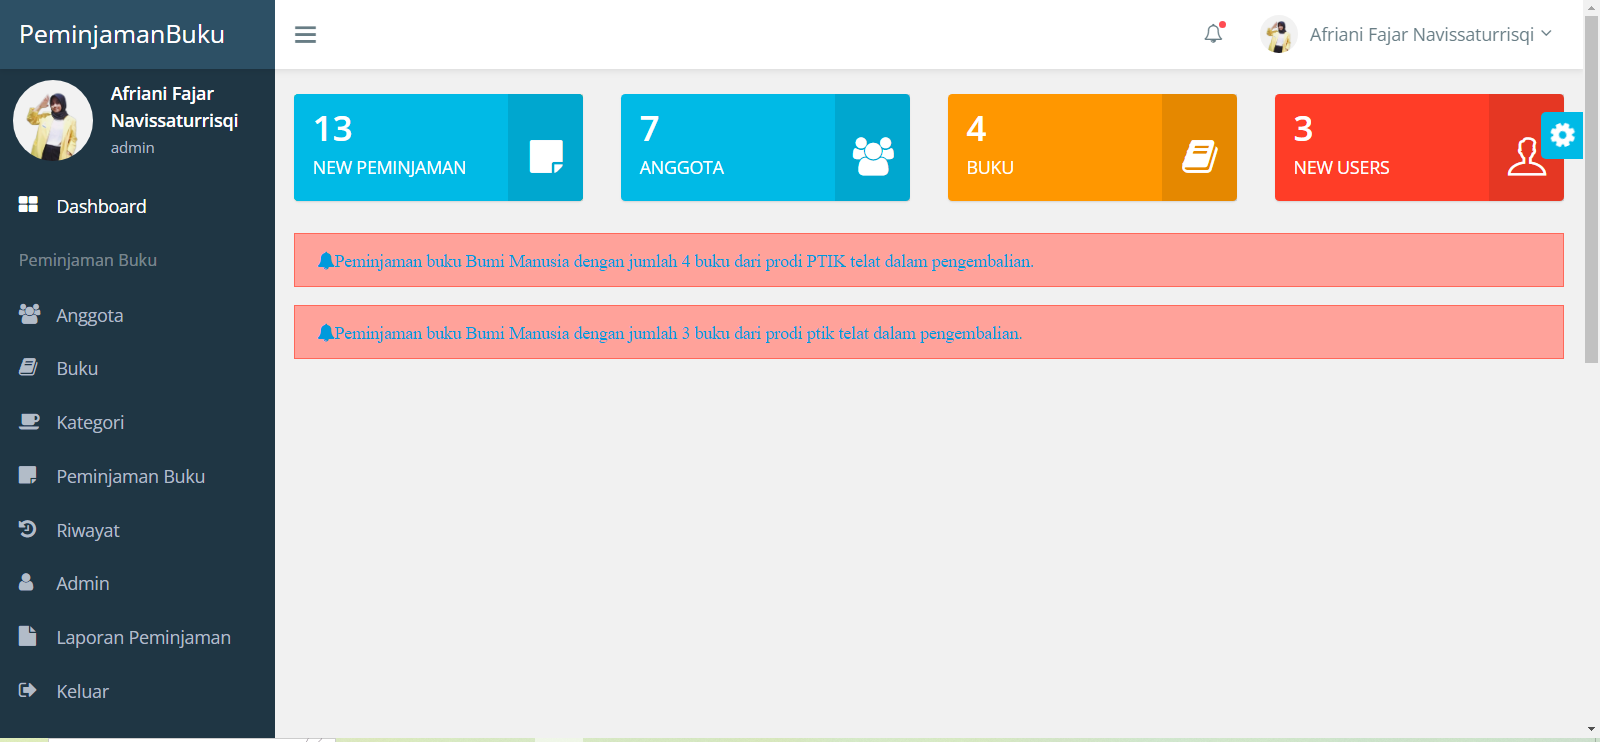 PeminjamanBuku
Afriani Fajar Navissaturrisqi
Afriani Fajar
Navissaturrisqi
admin
Dashboard
Peminjaman Buku
Anggota
Buku
Kategori
Peminjaman Buku
Riwayat
Admin
Laporan Peminjaman
Keluar
13
NEW PEMINJAMAN
7
ANGGOTA
4
BUKU
3
NEW USERS
Peminjaman buku Bumi Manusia dengan jumlah 4 buku dari prodi PTIK telat dalam pengembalian.
Peminjaman buku Bumi Manusia dengan jumlah 3 buku dari prodi ptik telat dalam pengembalian.